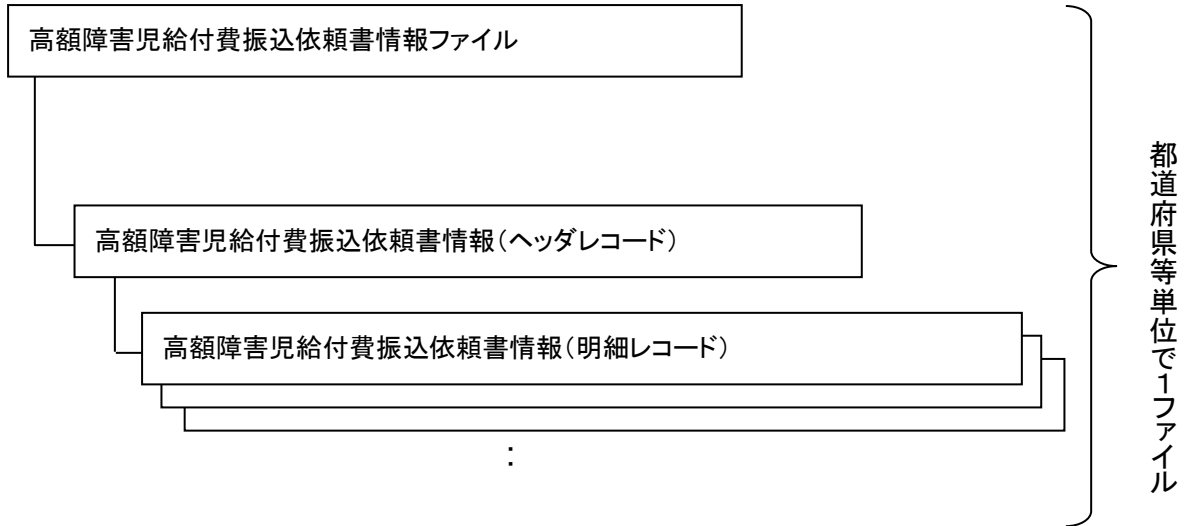 高額障害児給付費振込依頼書情報ファイル
高額障害児給付費振込依頼書情報（ヘッダレコード）
高額障害児給付費振込依頼書情報（明細レコード）
：
都道府県等単位で１ファイル